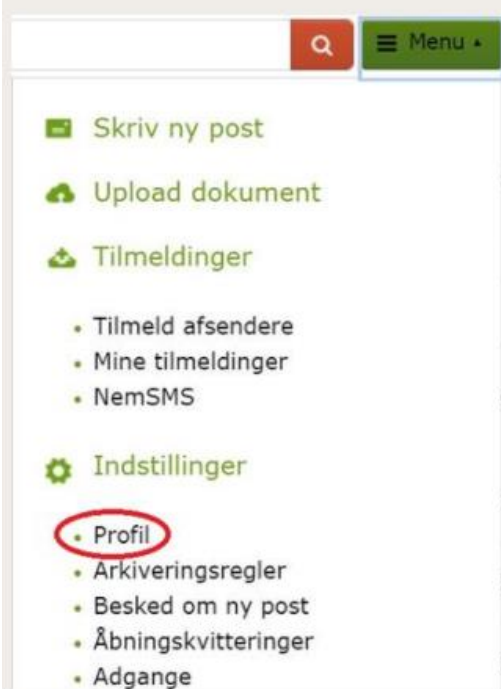 Menu
Skriv ny post
Upload dokument
Tilmeldinger
Tilmeld afsendere
Mine tilmeldinger
NemSMS
Indstillinger
Profil
Arkiveringsregler
Besked om ny post
Åbningskvitteringer
Adgange